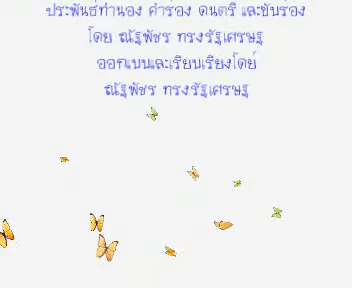 ประพันธ์ทำนอง คำร้อง ดนตรี และขับร้อง
โดย ณัฐพัชร ทรงรัฐเศรษฐ
ออกแบบและเรียบเรียงโดย
ณัฐพัชร ทรงรัฐเศรษฐ